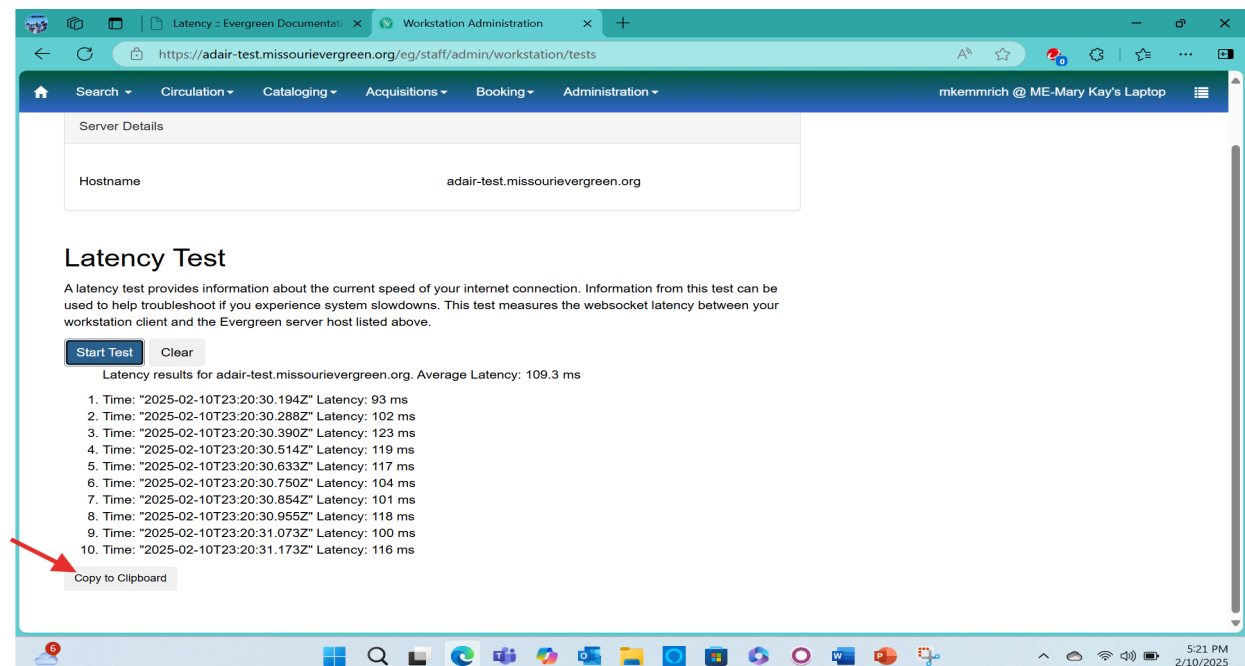 Latency :: Evergreen Documentati
Workstation Administration
https://adair-test.missourievergreen.org/eg/staff/admin/workstation/tests
0
Search
Circulation
Cataloging
Acquisitions
Booking
Administration
mkemmrich @ ME-Mary Kay's Laptop
Server Details
Hostname
adair-test.missourievergreen.org
Latency Test
A latency test provides information about the current speed of your internet connection. Information from this test can be
used to help troubleshoot if you experience system slowdowns. This test measures the websocket latency between your
workstation client and the Evergreen server host listed above.
Start Test
Clear
Latency results for adair-test.missourievergreen.org. Average Latency: 109.3 ms
1. Time: "2025-02-10T23:20:30.194Z" Latency: 93 ms
2. Time: "2025-02-10T23:20:30.288Z" Latency: 102 ms
3. Time: "2025-02-10T23:20:30.390Z" Latency: 123 ms
4. Time: "2025-02-10T23:20:30.514Z" Latency: 119 ms
5. Time: "2025-02-10T23:20:30.633Z" Latency: 117 ms
6. Time: "2025-02-10T23:20:30.750Z" Latency: 104 ms
7. Time: "2025-02-10T23:20:30.854Z" Latency: 101 ms
8. Time: "2025-02-10T23:20:30.955Z" Latency: 118 ms
9. Time: "2025-02-10T23:20:31.073Z" Latency: 100 ms
10. Time: "2025-02-10T23:20:31.173Z" Latency: 116 ms
Copy to Clipboard
6
5:21 PM
2/10/2025